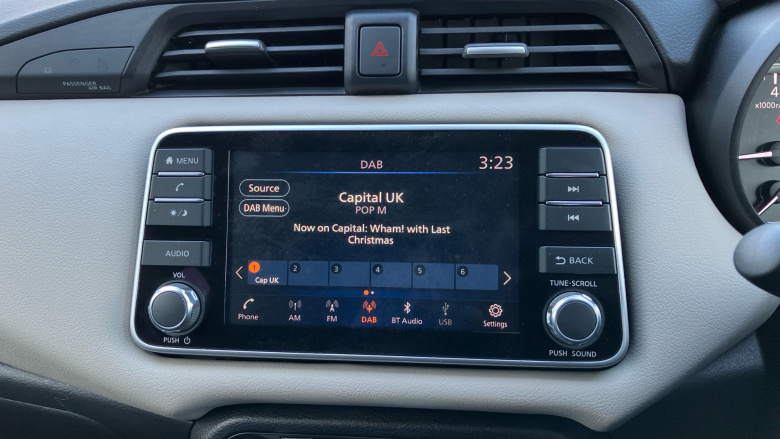 PASSENGER
AIR BAG
x1000r
4
MENU
DAB
3:23
Source
DAB Menu
Capital UK
POP M
Now on Capital: Wham! with Last
Christmas
1 2 3 4 5 6
Cap UK
AUDIO
BACK
VOL
TUNE-SCROLL
Phone AM FM DAB BT Audio USB Settings
PUSH
PUSH SOUND